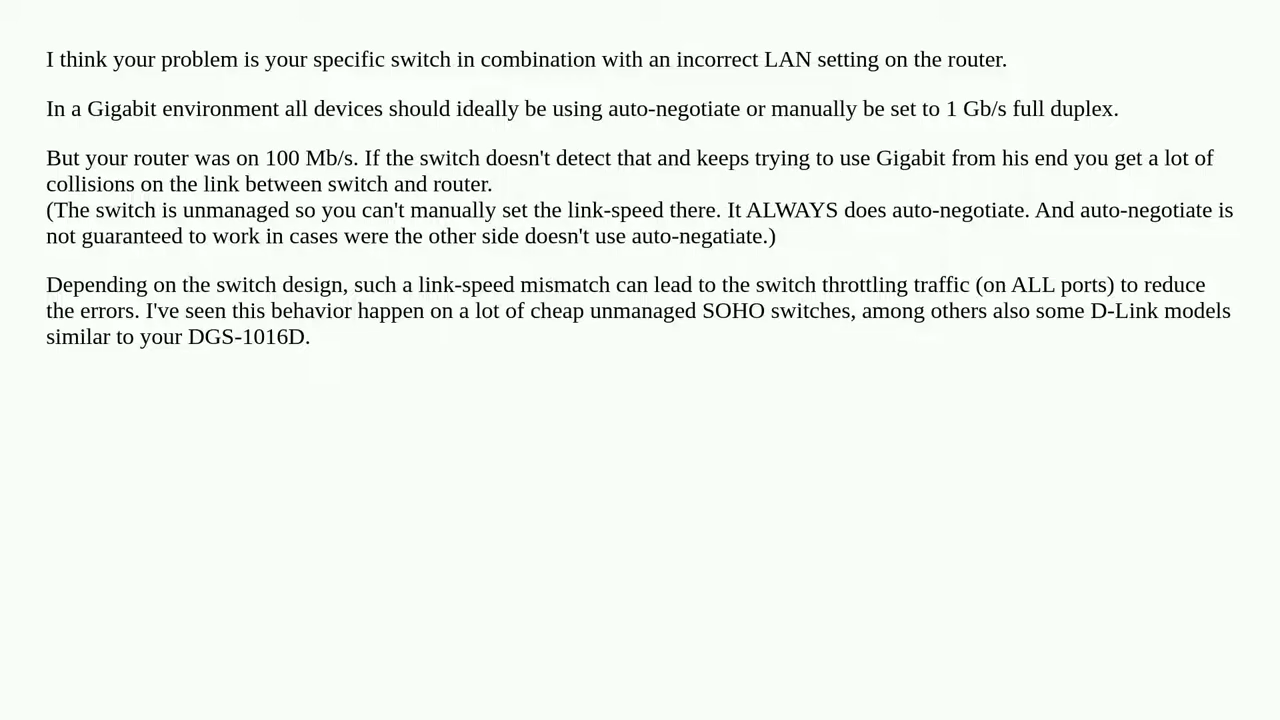 I think your problem is your specific switch in combination with an incorrect LAN setting on the router.
In a Gigabit environment all devices should ideally be using auto-negotiate or manually be set to 1 Gb/s full duplex.
But your router was on 100 Mb/s. If the switch doesn't detect that and keeps trying to use Gigabit from his end you get a lot of
collisions on the link between switch and router.
(The switch is unmanaged so you can't manually set the link-speed there. It ALWAYS does auto-negotiate. And auto-negotiate is
not guaranteed to work in cases were the other side doesn't use auto-negatiate.)
Depending on the switch design, such a link-speed mismatch can lead to the switch throttling traffic (on ALL ports) to reduce
the errors. I've seen this behavior happen on a lot of cheap unmanaged SOHO switches, among others also some D-Link models
similar to your DGS-1016D.